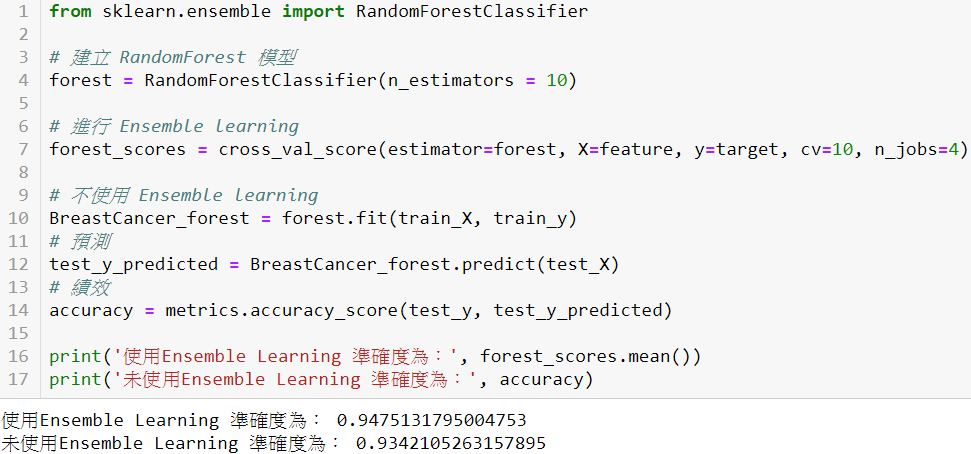 1 from sklearn.ensemble import RandomForestClassifier
2
3 # 建立 RandomForest 模型
4 forest = RandomForestClassifier(n_estimators = 10)
5
6 # 進行 Ensemble learning
7 forest_scores = cross_val_score(estimator=forest, X=feature, y=target, cv=10, n_jobs=4)
8
9 # 不使用 Ensemble learning
10 BreastCancer_forest = forest.fit(train_X, train_y)
11 # 預測
12 test_y_predicted = BreastCancer_forest.predict(test_X)
13 # 績效
14 accuracy = metrics.accuracy_score(test_y, test_y_predicted)
15
16 print('使用Ensemble Learning 準確度為：', forest_scores.mean())
17 print('未使用Ensemble Learning 準確度為：', accuracy)
使用Ensemble Learning 準確度為： 0.9475131795004753
未使用Ensemble Learning 準確度為： 0.9342105263157895